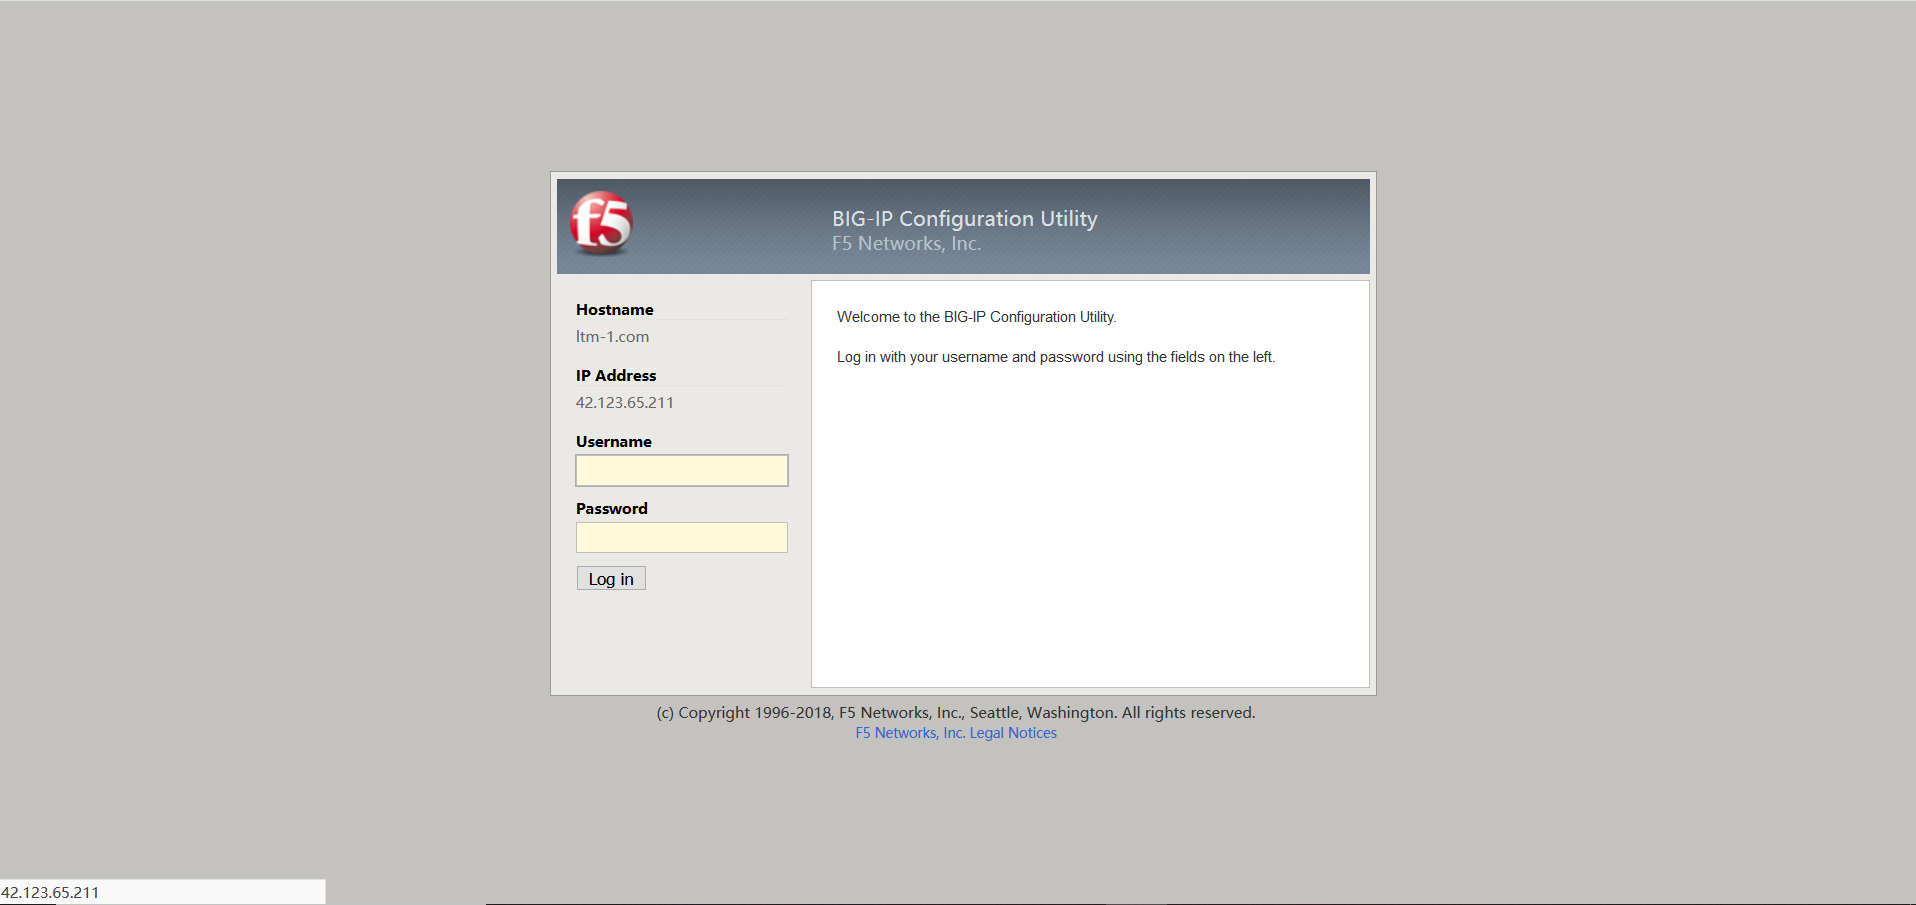 f5
BIG-IP Configuration Utility
F5 Networks, Inc.
Hostname
ltm-1.com
IP Address
42.123.65.211
Username
Password
Log in
Welcome to the BIG-IP Configuration Utility.
Log in with your username and password using the fields on the left.
(c) Copyright 1996-2018, F5 Networks, Inc., Seattle, Washington. All rights reserved.
F5 Networks, Inc. Legal Notices
42.123.65.211